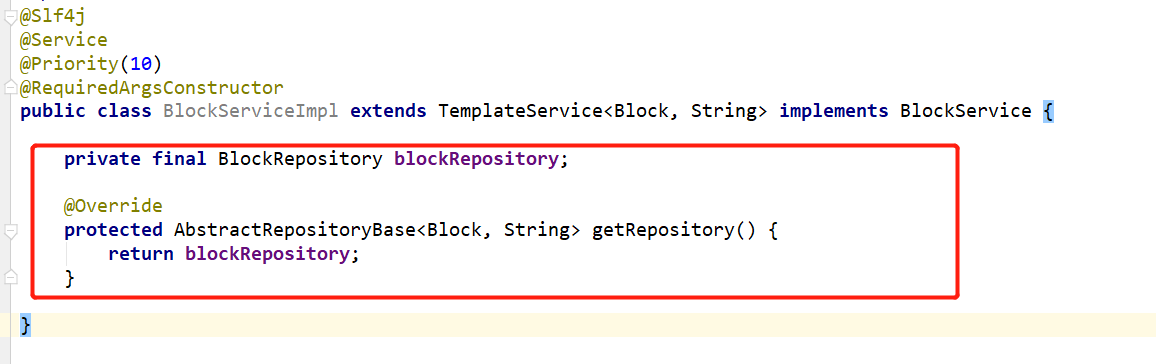 @Slf4j
@Service
@Priority(10)
@RequiredArgsConstructor
public class BlockServiceImpl extends TemplateService<Block, String> implements BlockService {
private final BlockRepository blockRepository;
@Override
protected AbstractRepositoryBase<Block, String> getRepository() {
return blockRepository;
}
}